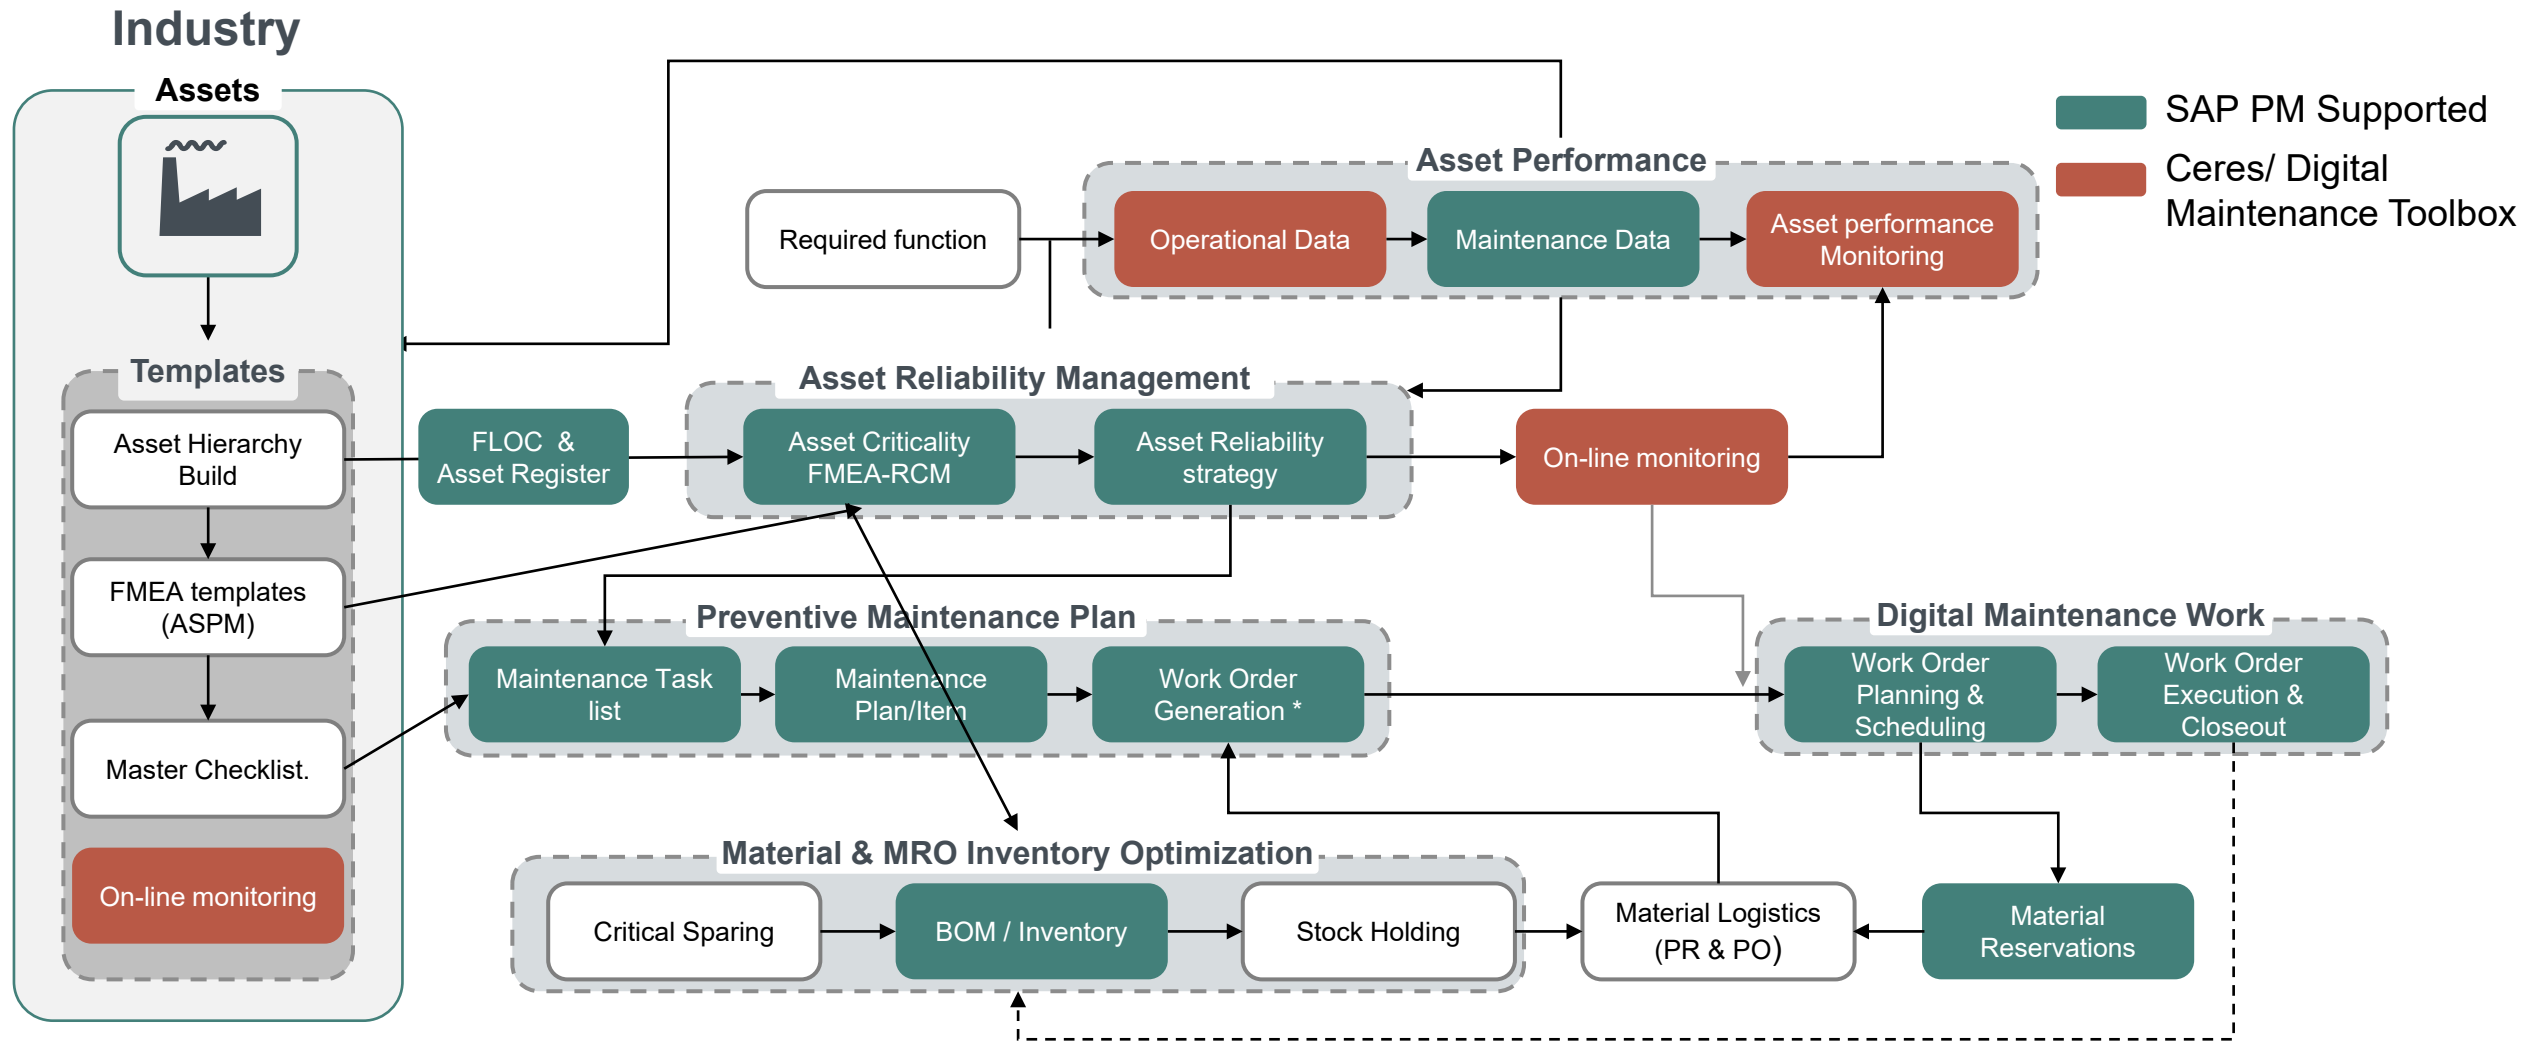 Industry
Assets
Templates
Asset Hierarchy
Build
FMEA templates
(ASPM)
Master Checklist.
On-line monitoring
FLOC  &
Asset Register
Required function
Asset Performance
Operational Data
Maintenance Data
Asset performance
Monitoring
SAP PM Supported
Ceres/ Digital
Maintenance Toolbox
Asset Reliability Management
Asset Criticality
FMEA-RCM
Asset Reliability
strategy
On-line monitoring
Preventive Maintenance Plan
Maintenance Task
list
Maintenance
Plan/Item
Work Order
Generation *
Digital Maintenance Work
Work Order
Planning &
Scheduling
Work Order
Execution &
Closeout
Material & MRO Inventory Optimization
Critical Sparing
BOM / Inventory
Stock Holding
Material Logistics
(PR & PO)
Material
Reservations